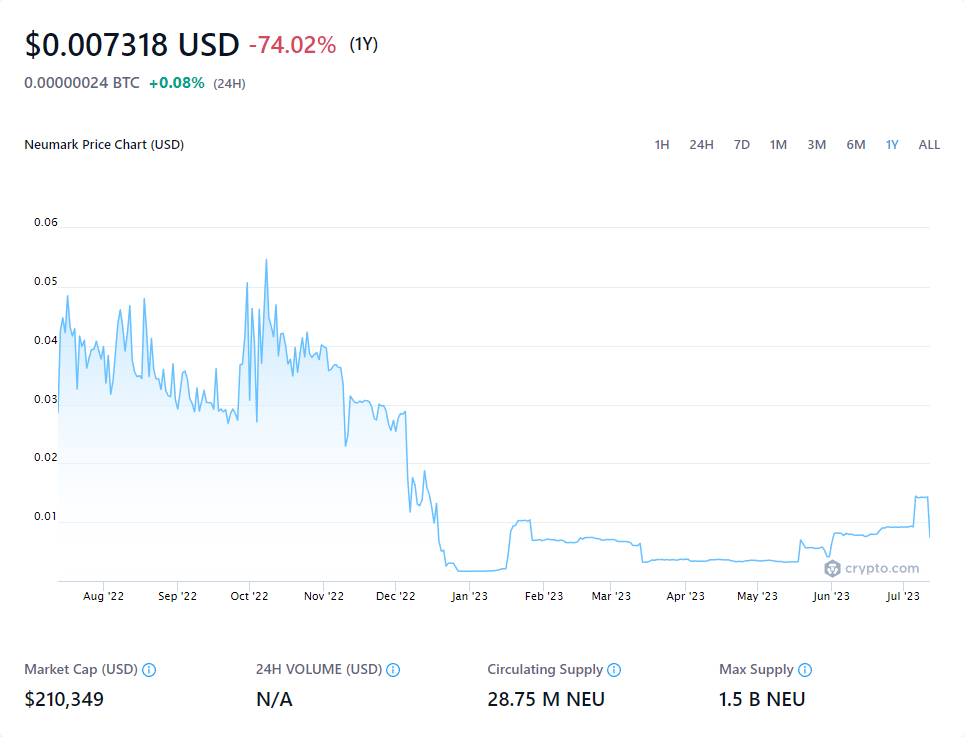 $0.007318 USD -74.02% (1Y)
0.00000024 BTC +0.08% (24H)
Neumark Price Chart (USD) 1H 24H 7D 1M 3M 6M 1Y ALL
0.06
0.05
0.04
0.03
0.02
0.01
crypto.com
Aug '22 Sep '22 Oct '22 Nov '22 Dec '22 Jan '23 Feb '23 Mar '23 Apr '23 May '23 Jun '23 Jul '23
Market Cap (USD) 24H VOLUME (USD) Circulating Supply Max Supply
$210,349 N/A 28.75 M NEU 1.5 B NEU